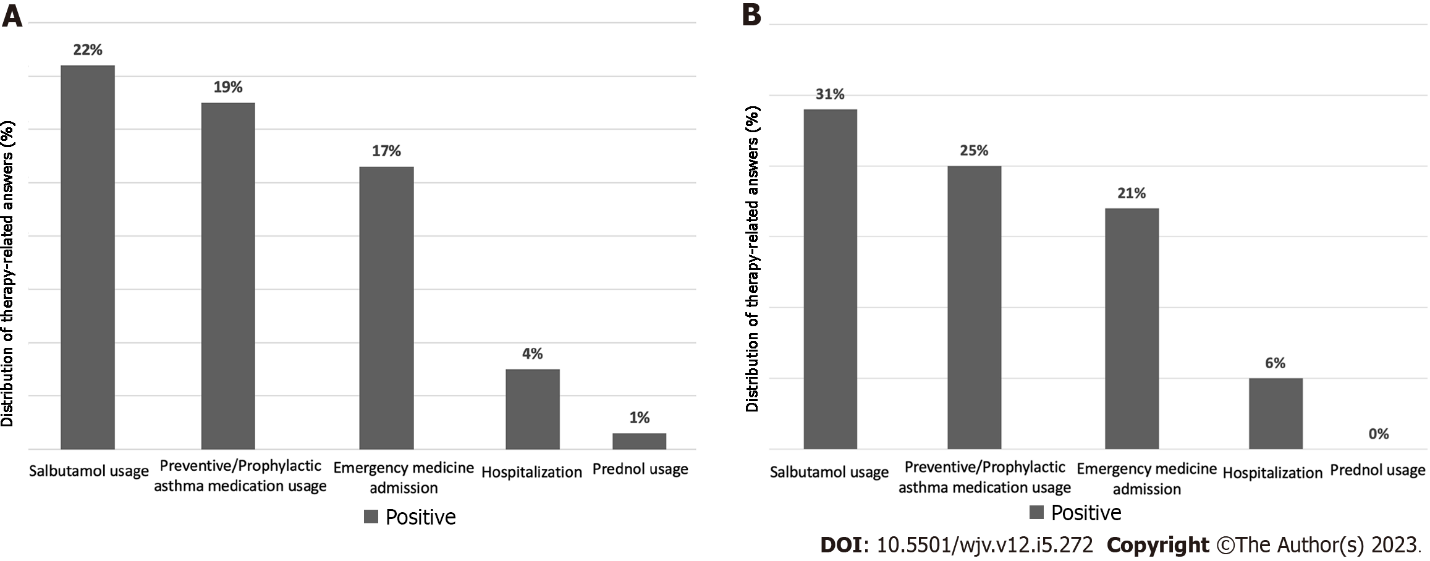 A
Distribution of therapy-related answers (%)
22%
19%
17%
4%
1%
Salbutamol usage
Preventive/Prophylactic
asthma medication usage
Emergency medicine
admission
Hospitalization
Prednol usage
Positive
B
Distribution of therapy-related answers (%)
31%
25%
21%
6%
0%
Salbutamol usage
Preventive/Prophylactic
asthma medication usage
Emergency medicine
admission
Hospitalization
Prednol usage
Positive
DOI: 10.5501/wjv.v12.i5.272 Copyright ©The Author(s) 2023.